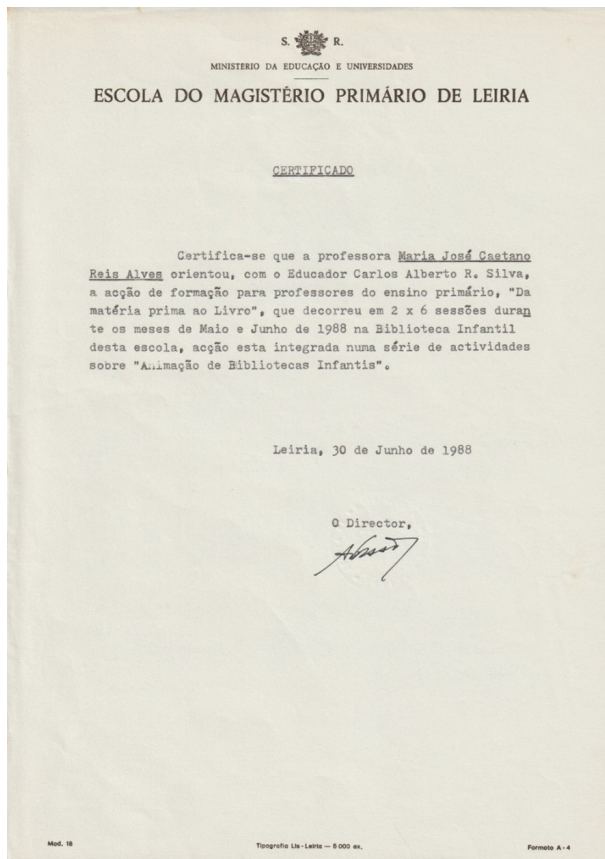 S. R.
MINISTERIO DA EDUCAÇÃO E UNIVERSIDADES
ESCOLA DO MAGISTÉRIO PRIMÁRIO DE LEIRIA
CERTIFICADO
Certifica-se que a professora Maria José Caetano
Reis Alves orientou, com o Educador Carlos Alberto R. Silva,
a acção de formação para professores do ensino primário, "Da
matéria prima ao Livro", que decorreu em 2 x 6 sessões duran
te os meses de Maio e Junho de 1988 na Biblioteca Infantil
desta escola, acção esta integrada numa série de actividades
sobre "Animação de Bibliotecas Infantis".
Leiria, 30 de Junho de 1988
O Director,
Mod. 18
Tipografia Lis - Leiria — 5 000 ex.
Formato A - 4